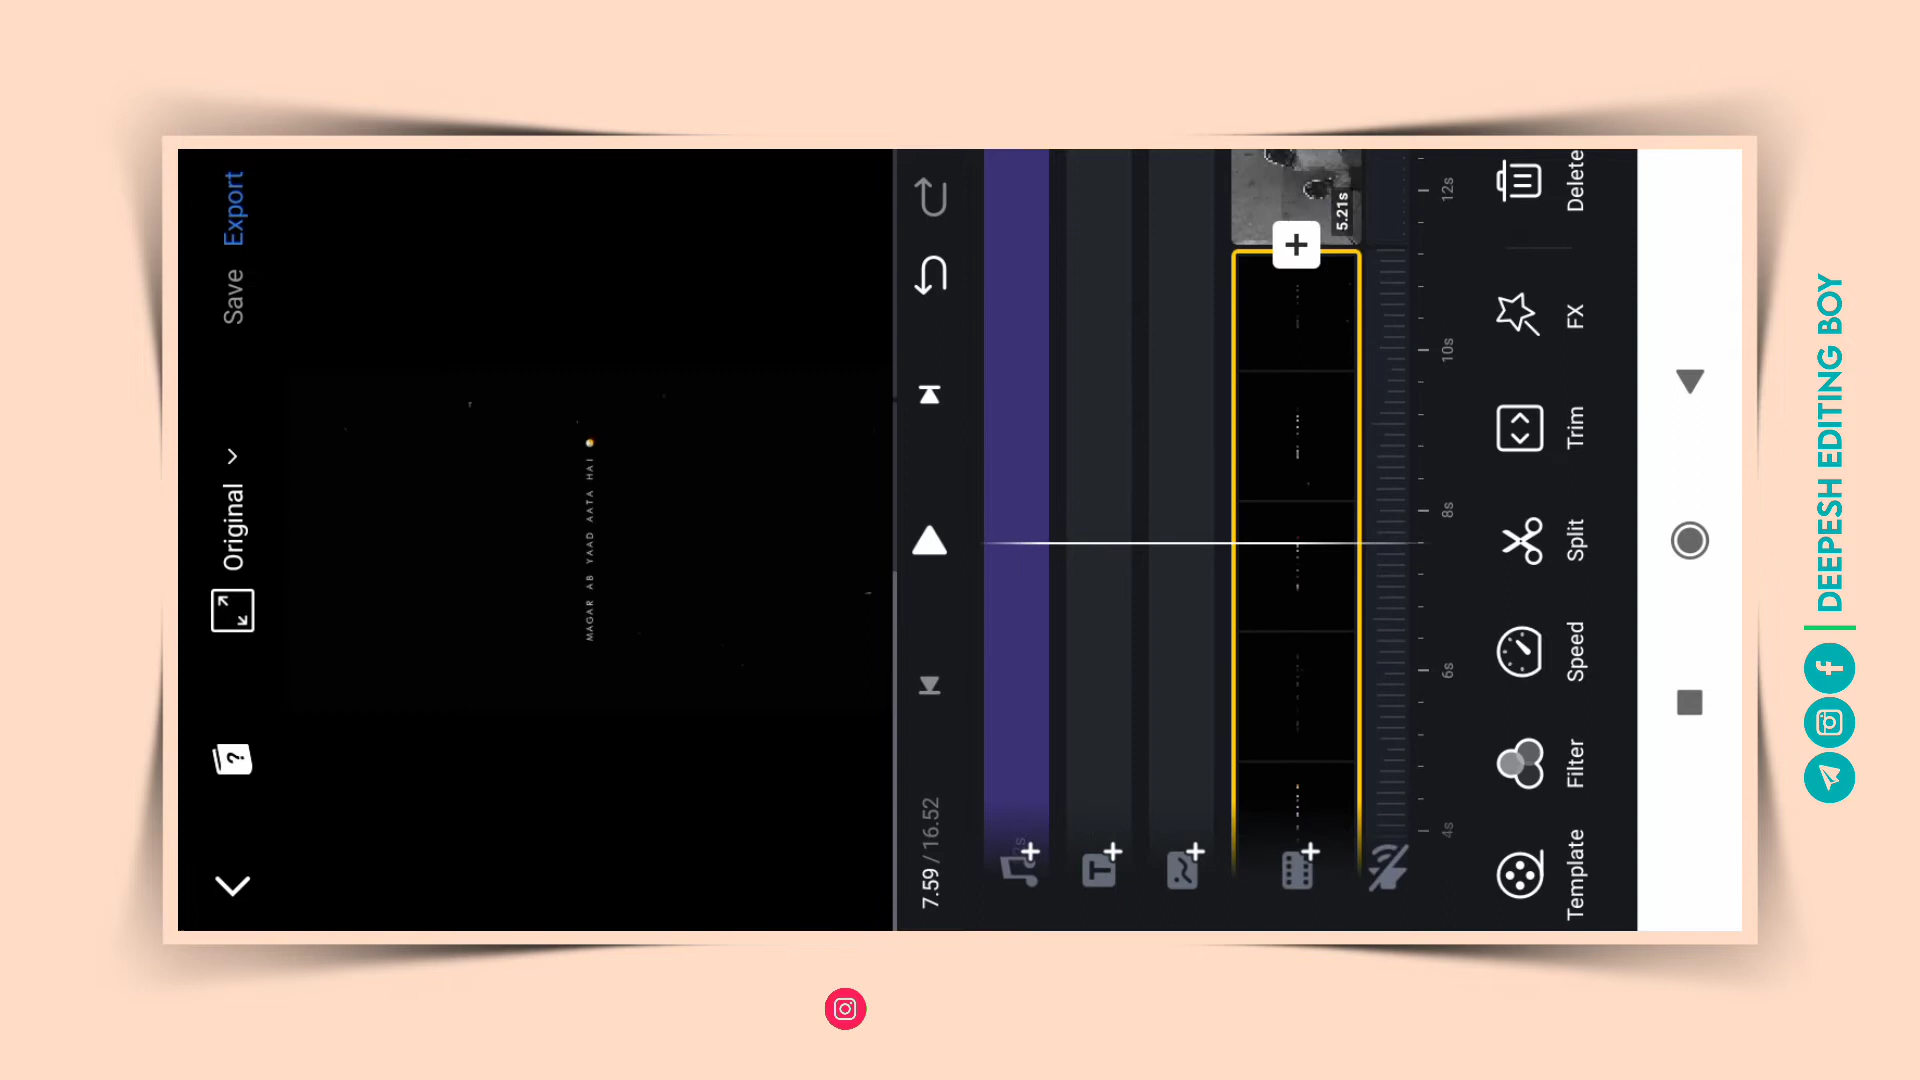 Save Export
Original
MAGAR AB YAAD AATA HAI
7.59 / 16.52
5.21s
4s
6s
8s
10s
12s
Template
Filter
Speed
Split
Trim
FX
Delete
DEEPESH EDITING BOY